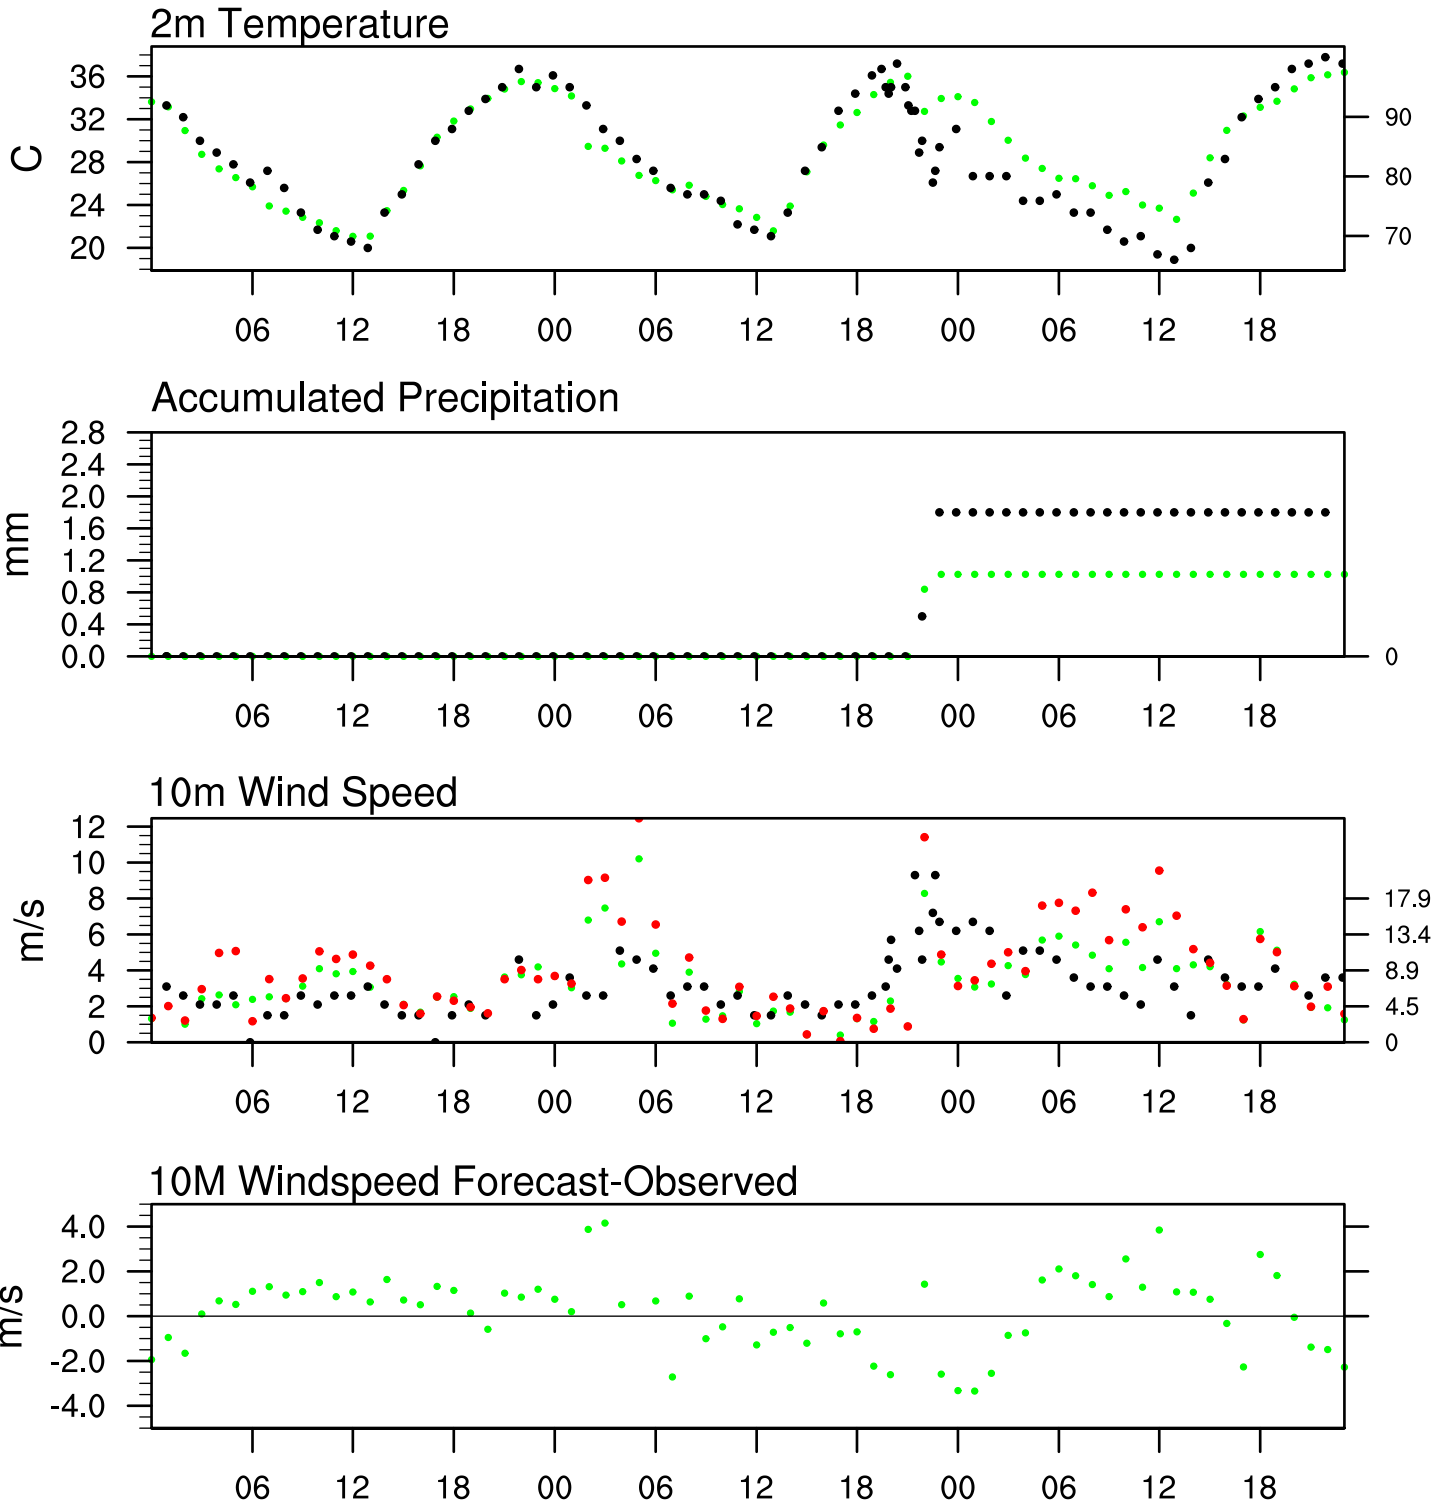 2m Temperature
36
32
28
24
20
C
90
80
70
06 12 18 00 06 12 18 00 06 12 18
Accumulated Precipitation
2.8
2.4
2.0
1.6
1.2
0.8
0.4
0.0
mm
0
06 12 18 00 06 12 18 00 06 12 18
10m Wind Speed
12
10
8
6
4
2
0
m/s
17.9
13.4
8.9
4.5
0
06 12 18 00 06 12 18 00 06 12 18
10M Windspeed Forecast-Observed
4.0
2.0
0.0
-2.0
-4.0
m/s
06 12 18 00 06 12 18 00 06 12 18